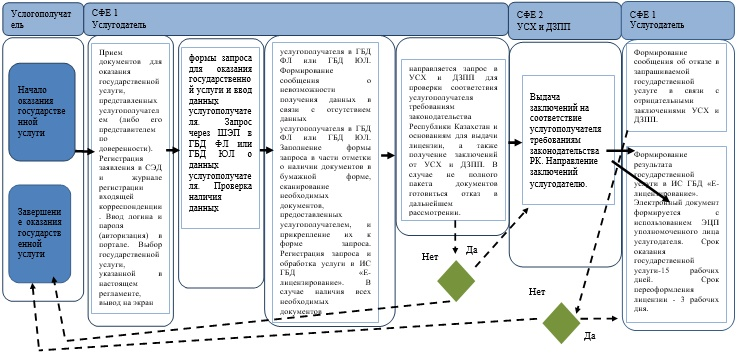 Услогополучат
ель
СФЕ 1
Услугодатель
СФЕ 2
УСХ и ДЗПП
СФЕ 1
Услугодатель
Начало
оказания
государстве
нной
услуги
Завершени
е оказания
государств
енной
услуги
Прием
документов для
оказания
государственной
услуги,
представленных
услугополучател
ем (либо его
представителем
по
доверенности).
Регистрация
заявления в СЭД
и журнале
регистрации
входящей
корреспонденции
. Ввод логина и
пароля
(авторизация) в
портале. Выбор
государственной
услуги,
указанной в
настоящем
регламенте,
вывод на экран
формы запроса
для оказания
государственно
й услуги и ввод
данных
услугополучате
ля. Запрос
через ШЭП в
ГБД ФЛ или
ГБД ЮЛ о
данных
услугополучате
ля. Проверка
наличия
данных
услугополучателя в ГБД
ФЛ или ГБД ЮЛ.
Формирование
сообщения о
невозможности
получения данных в
связи с отсутствием
данных
услугополучателя в ГБД
ФЛ или ГБД ЮЛ.
Заполнение формы
запроса в части отметки
о наличии документов в
бумажной форме,
сканирование
необходимых
документов,
предоставленных
услугополучателем, и
прикрепление их к
форме запроса.
Регистрация запроса и
обработка услуги в ИС
ГБД «Е-
лицензирование». В
случае наличия всех
необходимых
документов
направляется запрос в
УСХ и ДЗПП для
проверки соответствия
услугополучателя
требованиям
законодательства
Республики Казахстан и
основаниям для выдачи
лицензии, а также
получение заключений
от УСХ и ДЗПП. В
случае не полного
пакета документов
готовиться отказ в
дальнейшем
рассмотрении.
Нет
Да
Выдача
заключений на
соответствие
услугополучателя
требованиям
законодательства
РК. Направление
заключений
услугодателю.
Нет
Да
Формирование
сообщения об отказе в
запрашиваемой
государственной
услуге в связи с
отрицательными
заключениями УСХ и
ДЗПП.
Формирование
результата
государственной
услуги в ИС ГБД «Е-
лицензирование».
Электронный документ
формируется с
использованием ЭЦП
уполномоченного лица
услугодателя. Срок
оказания
государственной
услуги-15 рабочих
дней. Срок
переоформления
лицензии - 3 рабочих
дня.